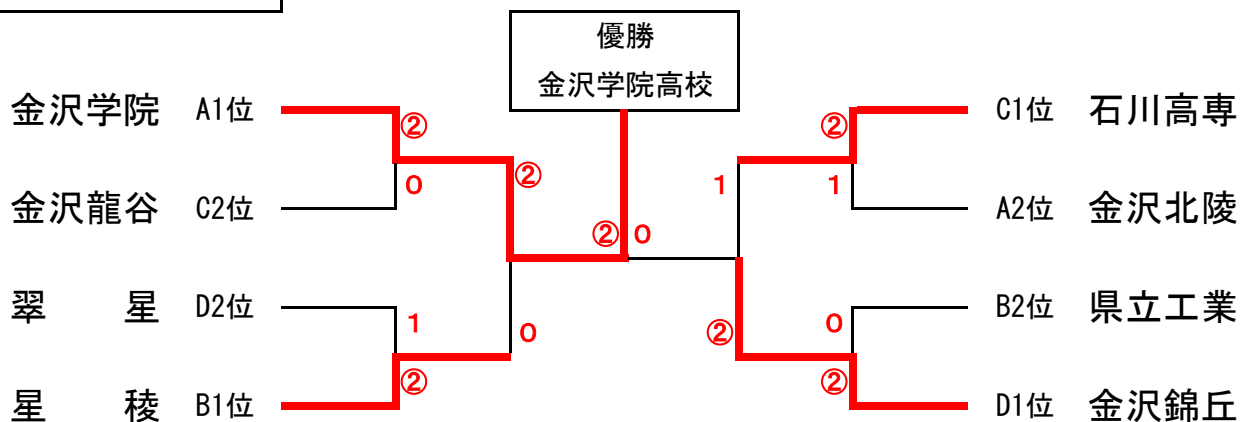 優勝
金沢学院高校
金沢学院 A1位
②
0
金沢龍谷 C2位
②
翠 星 D2位
1
②
星 稜 B1位
0
② 0
1
②
②
1
C1位 石川高専
A2位 金沢北陵
0
B2位 県立工業
②
D1位 金沢錦丘